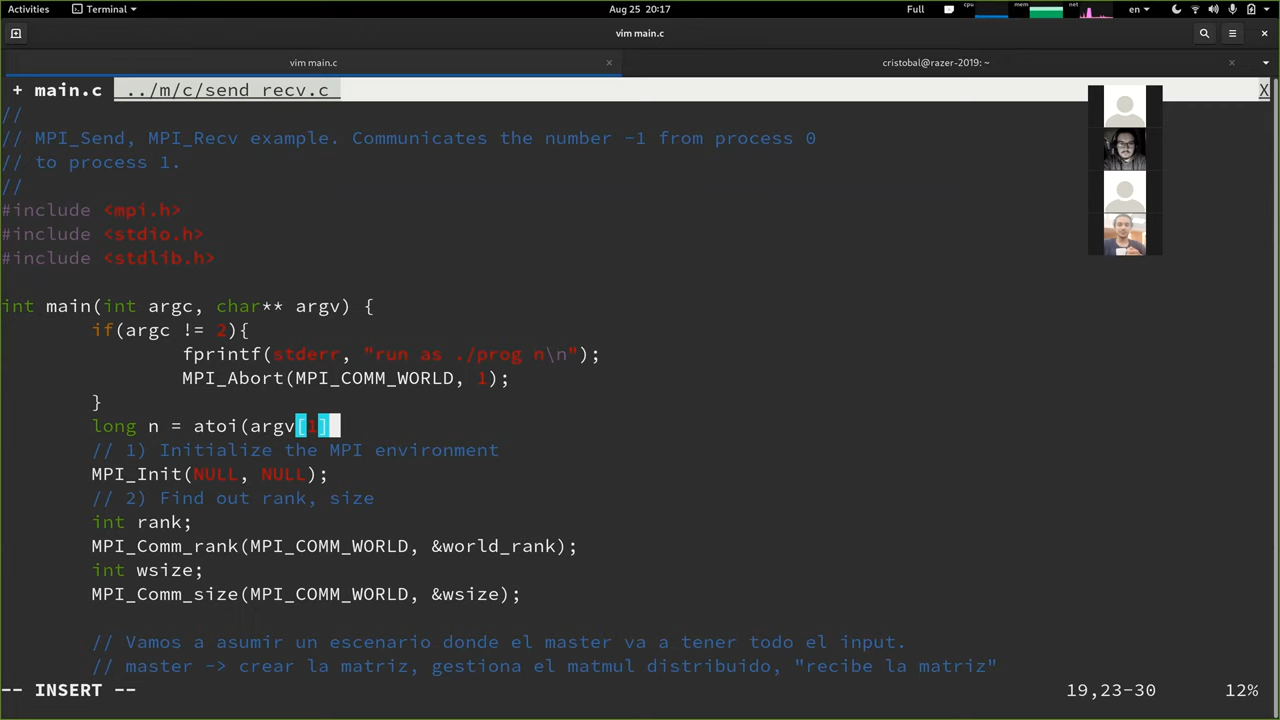 Activities Terminal Aug 25 20:17 Full cpu mem net en
vim main.c
vim main.c cristobal@razer-2019: ~
+ main.c ../m/c/send_recv.c X
//
// MPI_Send, MPI_Recv example. Communicates the number -1 from process 0
// to process 1.
//
#include <mpi.h>
#include <stdio.h>
#include <stdlib.h>
int main(int argc, char** argv) {
if(argc != 2){
fprintf(stderr, "run as ./prog n\n");
MPI_Abort(MPI_COMM_WORLD, 1);
}
long n = atoi(argv[1]
// 1) Initialize the MPI environment
MPI_Init(NULL, NULL);
// 2) Find out rank, size
int rank;
MPI_Comm_rank(MPI_COMM_WORLD, &world_rank);
int wsize;
MPI_Comm_size(MPI_COMM_WORLD, &wsize);
// Vamos a asumir un escenario donde el master va a tener todo el input.
// master -> crear la matriz, gestiona el matmul distribuido, "recibe la matriz"
-- INSERT -- 19,23-30 12%